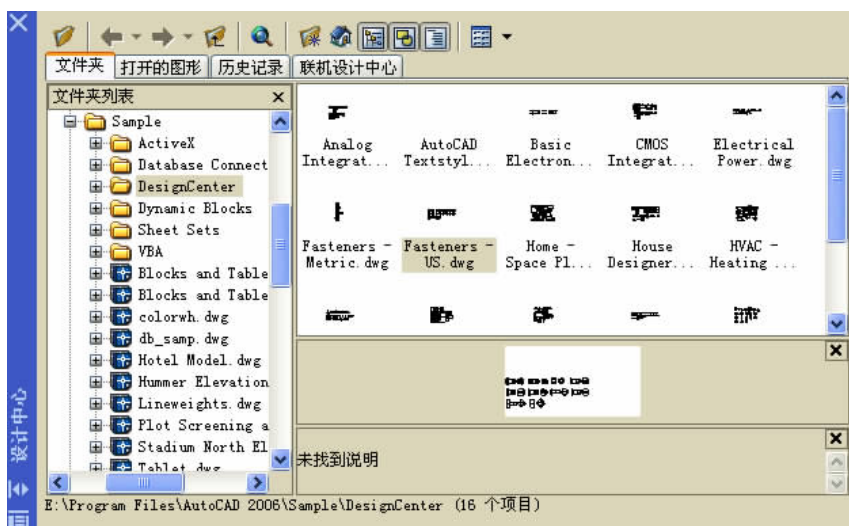 文件夹 打开的图形 历史记录 联机设计中心
文件夹列表
Sample
ActiveX
Database Connect
DesignCenter
Dynamic Blocks
Sheet Sets
VBA
Blocks and Table
Blocks and Table
colorwh.dwg
db_samp.dwg
Hotel Model.dwg
Hummer Elevation
Lineweights.dwg
Plot Screening a
Stadium North El
Tablet.dwg
Analog Integrat...
AutoCAD Textstyl...
Basic Electron...
CMOS Integrat...
Electrical Power.dwg
Fasteners - Metric.dwg
Fasteners - US.dwg
Home - Space Pl...
House Designer...
HVAC - Heating ...
未找到说明
设计中心
E:\Program Files\AutoCAD 2006\Sample\DesignCenter (16 个项目)